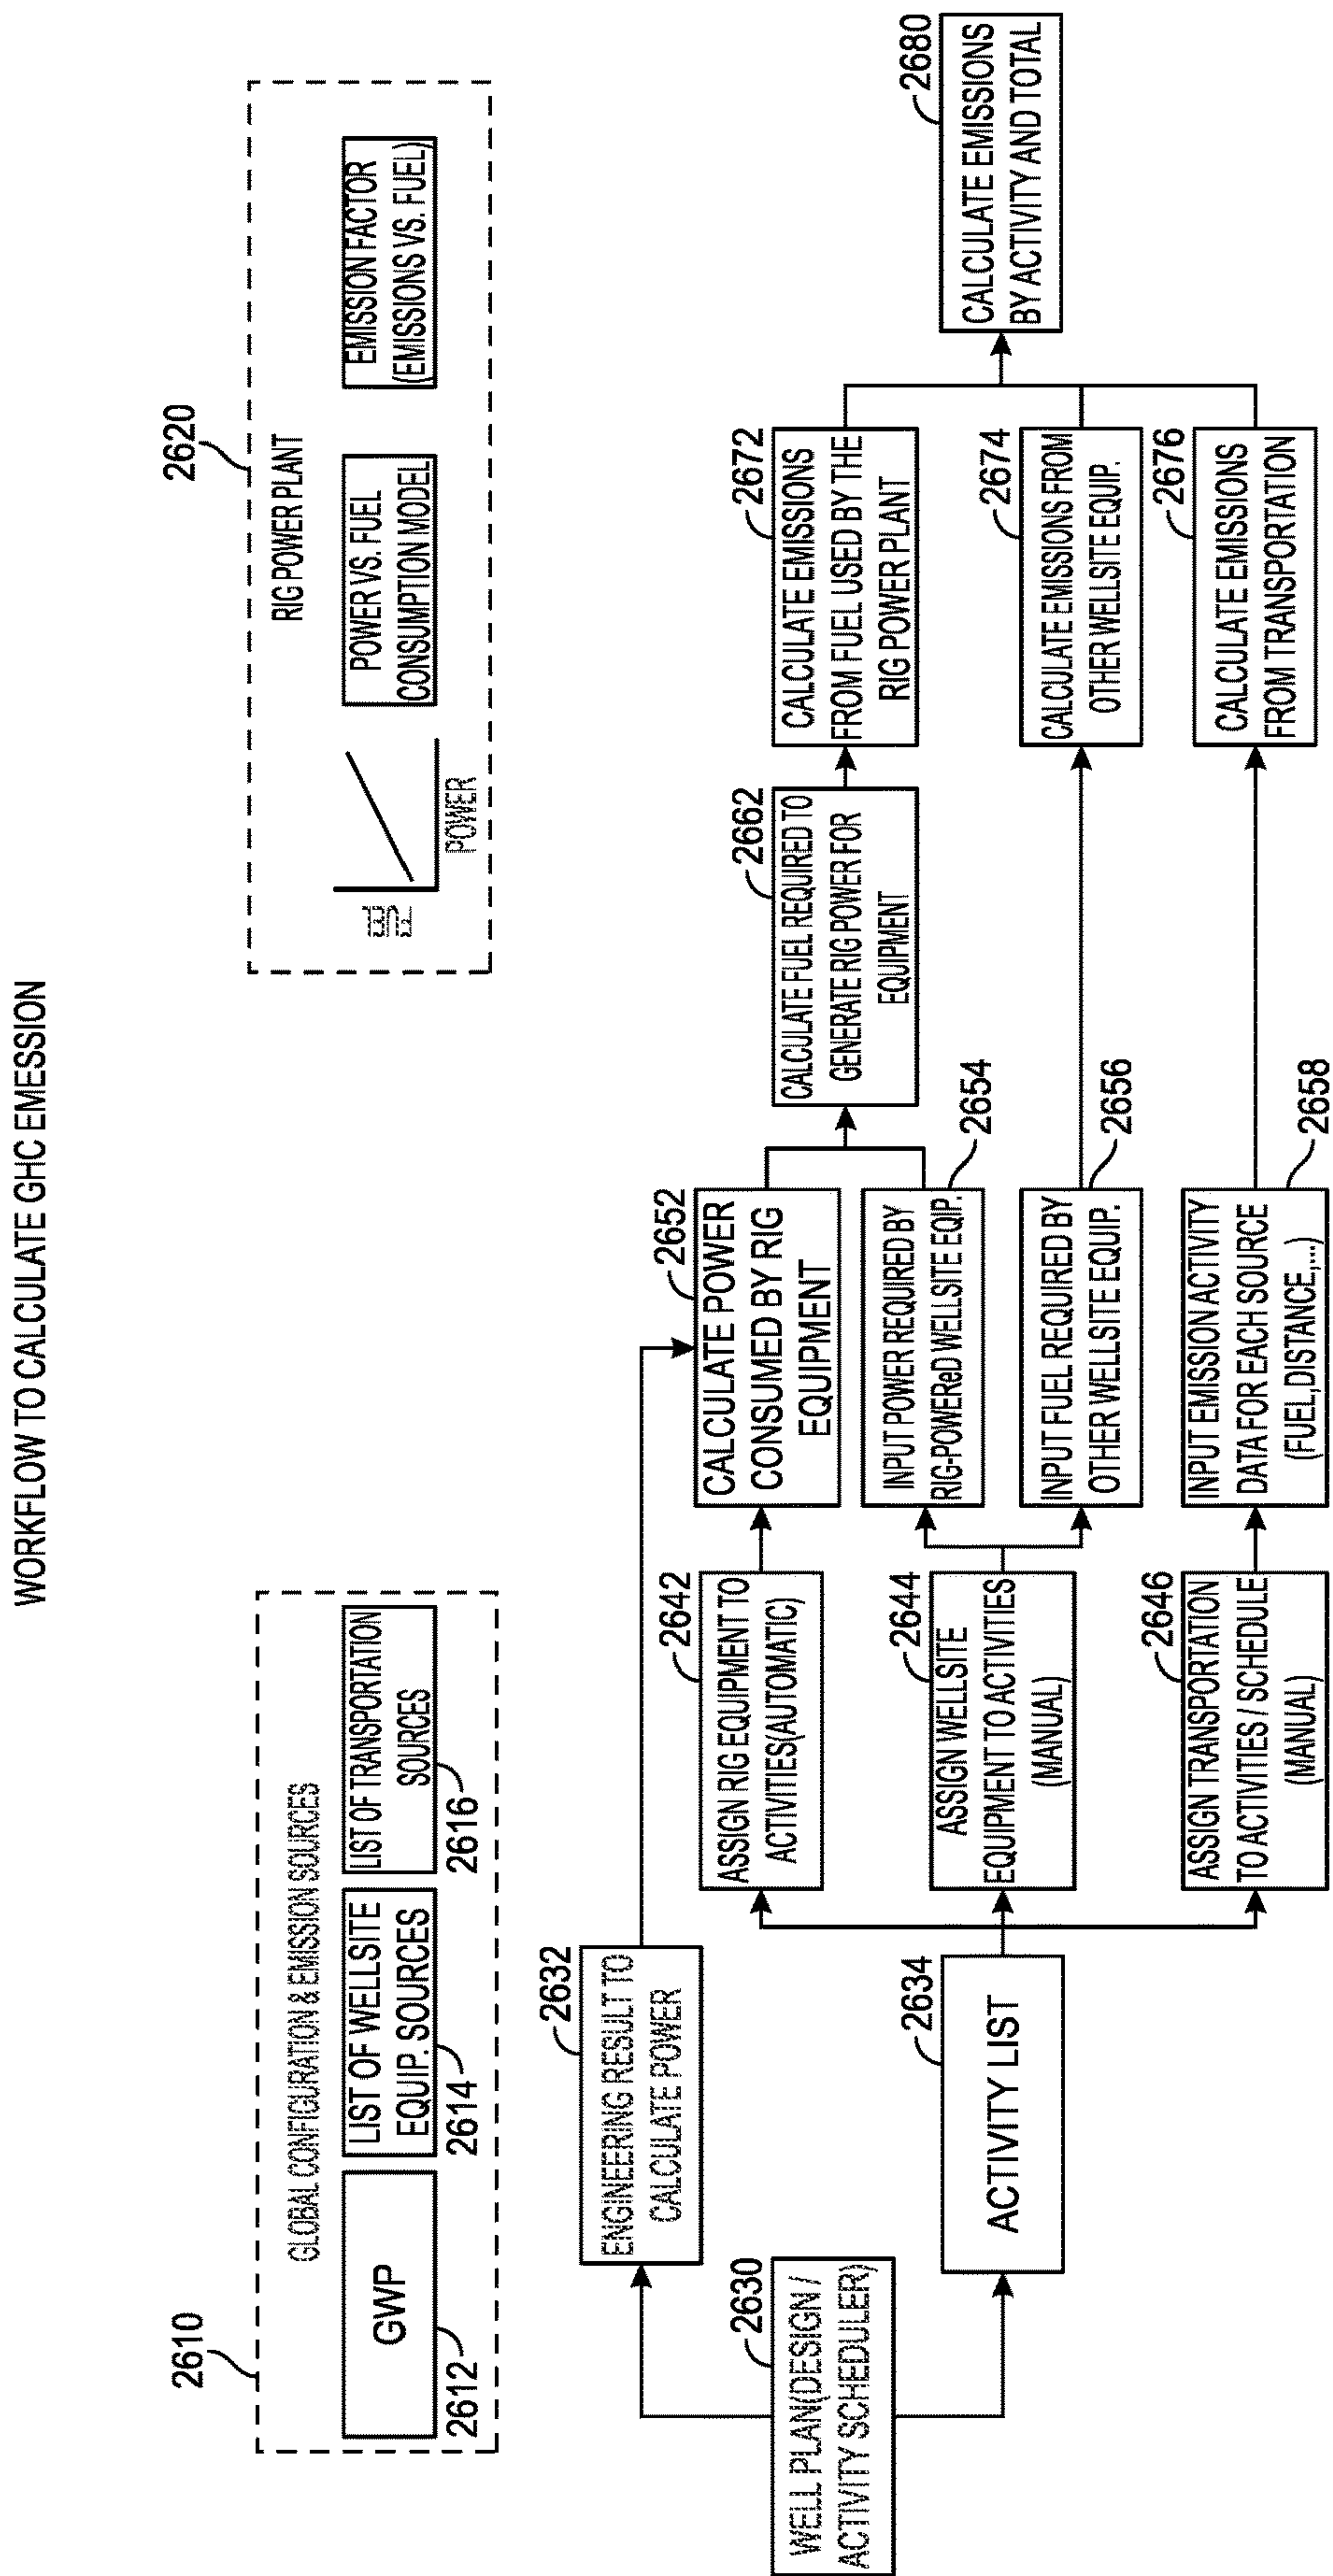 WORKFLOW TO CALCULATE GHC EMESSION
2610
GLOBAL CONFIGURATION & EMISSION SOURCES
GWP
2612
LIST OF WELLSITE
EQUIP. SOURCES
2614
LIST OF TRANSPORTATION
SOURCES
2616
2620
RIG POWER PLANT
FUEL
POWER
POWER VS. FUEL
CONSUMPTION MODEL
EMISSION FACTOR
(EMISSIONS VS. FUEL)
2630
WELL PLAN(DESIGN /
ACTIVITY SCHEDULER)
2632
ENGINEERING RESULT TO
CALCULATE POWER
2634
ACTIVITY LIST
2642
ASSIGN RIG EQUIPMENT TO
ACTIVITIES(AUTOMATIC)
2644
ASSIGN WELLSITE
EQUIPMENT TO ACTIVITIES
(MANUAL)
2646
ASSIGN TRANSPORTATION
TO ACTIVITIES / SCHEDULE
(MANUAL)
2652
CALCULATE POWER
CONSUMED BY RIG
EQUIPMENT
INPUT POWER REQUIRED BY
RIG-POWEReD WELLSITE EQIP.
2654
INPUT FUEL REQUIRED BY
OTHER WELLSITE EQUIP.
2656
INPUT EMISSION ACTIVITY
DATA FOR EACH SOURCE
(FUEL,DISTANCE,...)
2658
2662
CALCULATE FUEL REQUIRED TO
GENERATE RIG POWER FOR
EQUIPMENT
2672
CALCULATE EMISSIONS
FROM FUEL USED BY THE
RIG POWER PLANT
2674
CALCULATE EMISSIONS FROM
OTHER WELLSITE EQUIP.
2676
CALCULATE EMISSIONS
FROM TRANSPORTATION
2680
CALCULATE EMISSIONS
BY ACTIVITY AND TOTAL